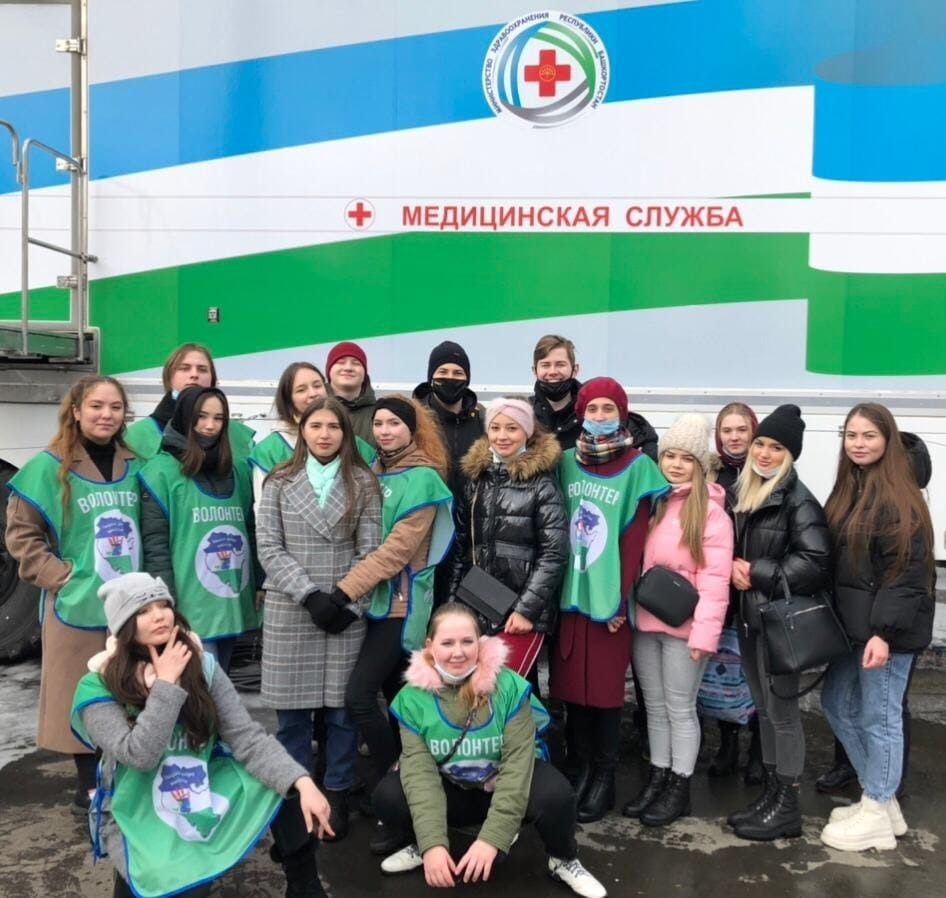 МИНИСТЕРСТВО ЗДРАВООХРАНЕНИЯ РЕСПУБЛИКИ БАШКОРТОСТАН
МЕДИЦИНСКАЯ СЛУЖБА
ВОЛОНТЕР
ВОЛОНТЕР
ВОЛОНТЕР
ВОЛОНТЕР